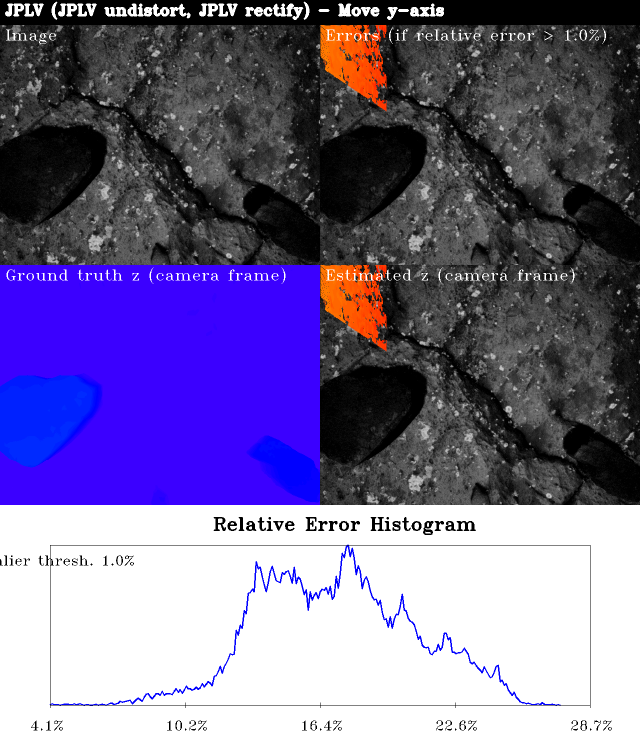 JPLV (JPLV undistort, JPLV rectify) - Move y-axis
Image
Errors (if relative error > 1.0%)
Ground truth z (camera frame)
Estimated z (camera frame)
Relative Error Histogram
thresh. 1.0%
4.1%
10.2%
16.4%
22.6%
28.7%